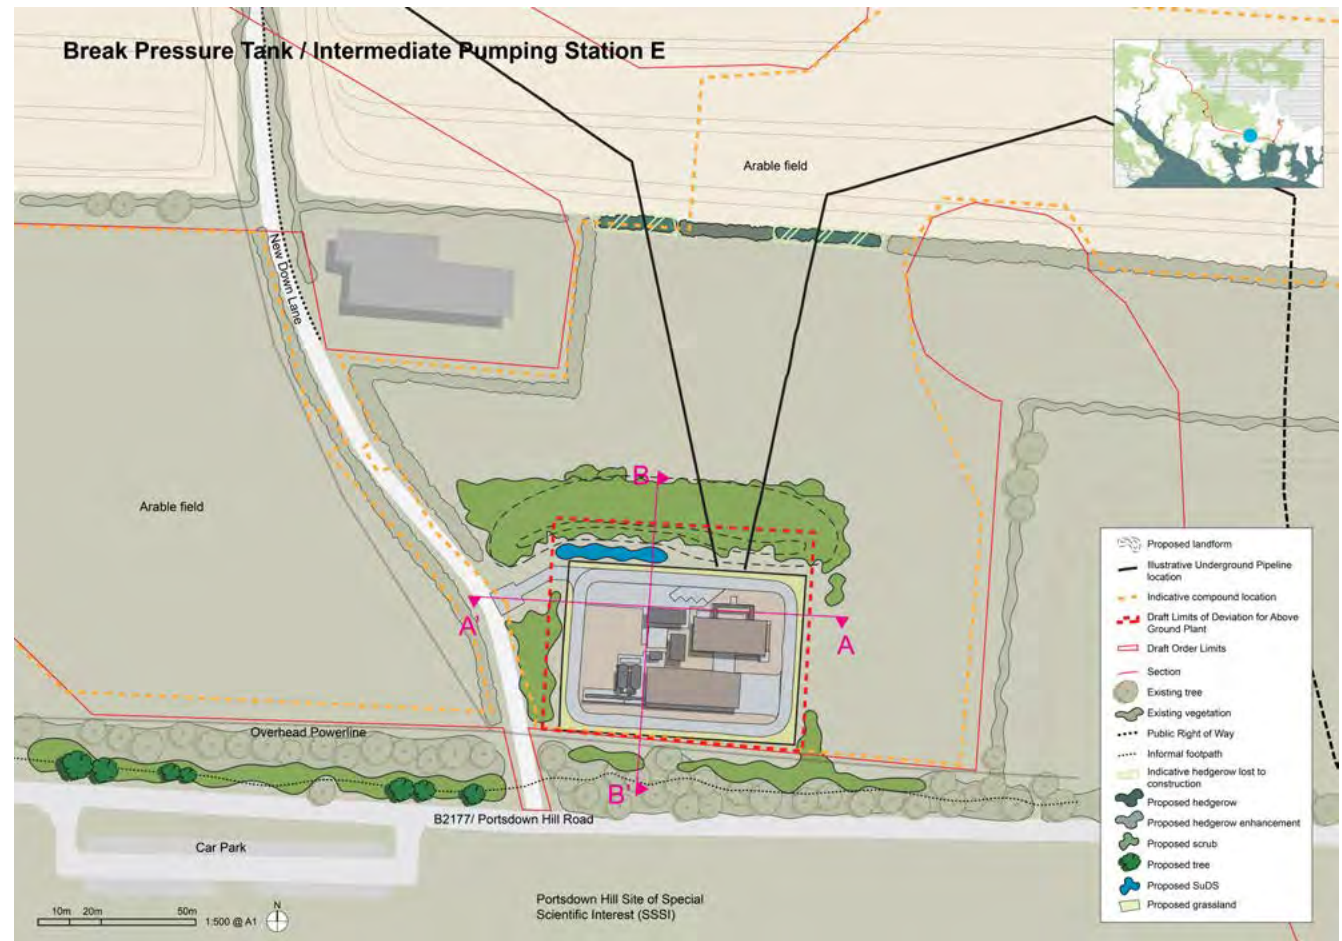 Break Pressure Tank / Intermediate Pumping Station E
Arable field
New Down Lane
Arable field
B
A'
A
B'
Overhead Powerline
B2177/ Portsdown Hill Road
Car Park
Portsdown Hill Site of Special
Scientific Interest (SSSI)
10m 20m 50m
1:500 @ A1
N
Proposed landform
Illustrative Underground Pipeline
location
Indicative compound location
Draft Limits of Deviation for Above
Ground Plant
Draft Order Limits
Section
Existing tree
Existing vegetation
Public Right of Way
Informal footpath
Indicative hedgerow lost to
construction
Proposed hedgerow
Proposed hedgerow enhancement
Proposed scrub
Proposed tree
Proposed SuDS
Proposed grassland